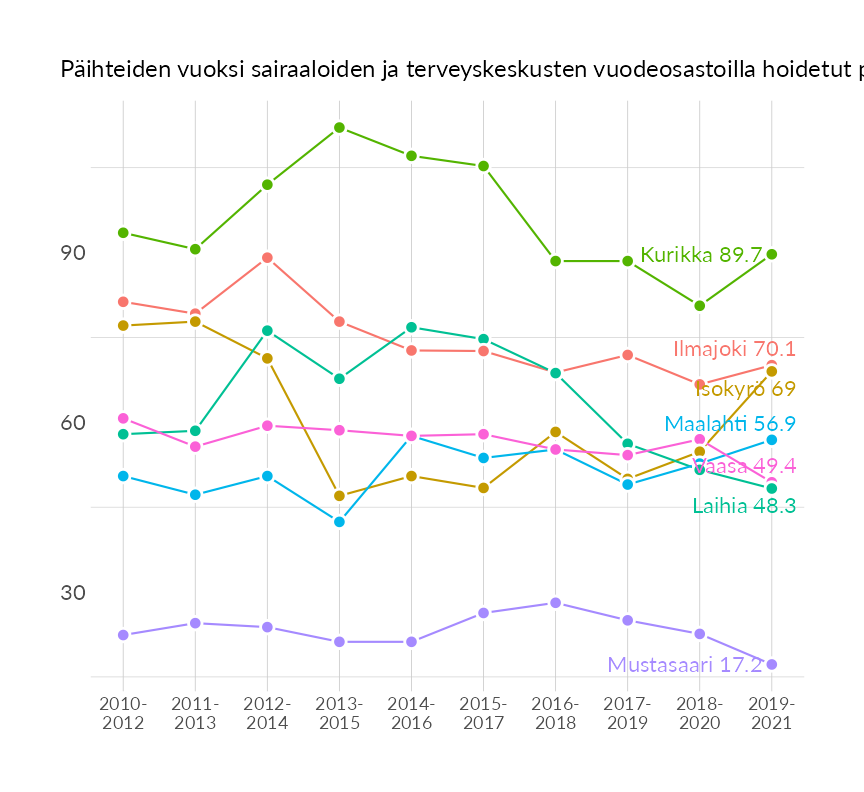 Päihteiden vuoksi sairaaloiden ja terveyskeskusten vuodeosastoilla hoidetut
90
60
30
Kurikka 89.7
Ilmajoki 70.1
Isokyrö 69
Maalahti 56.9
Vaasa 49.4
Laihia 48.3
Mustasaari 17.2
2010- 2011- 2012- 2013- 2014- 2015- 2016- 2017- 2018- 2019-
2012 2013 2014 2015 2016 2017 2018 2019 2020 2021